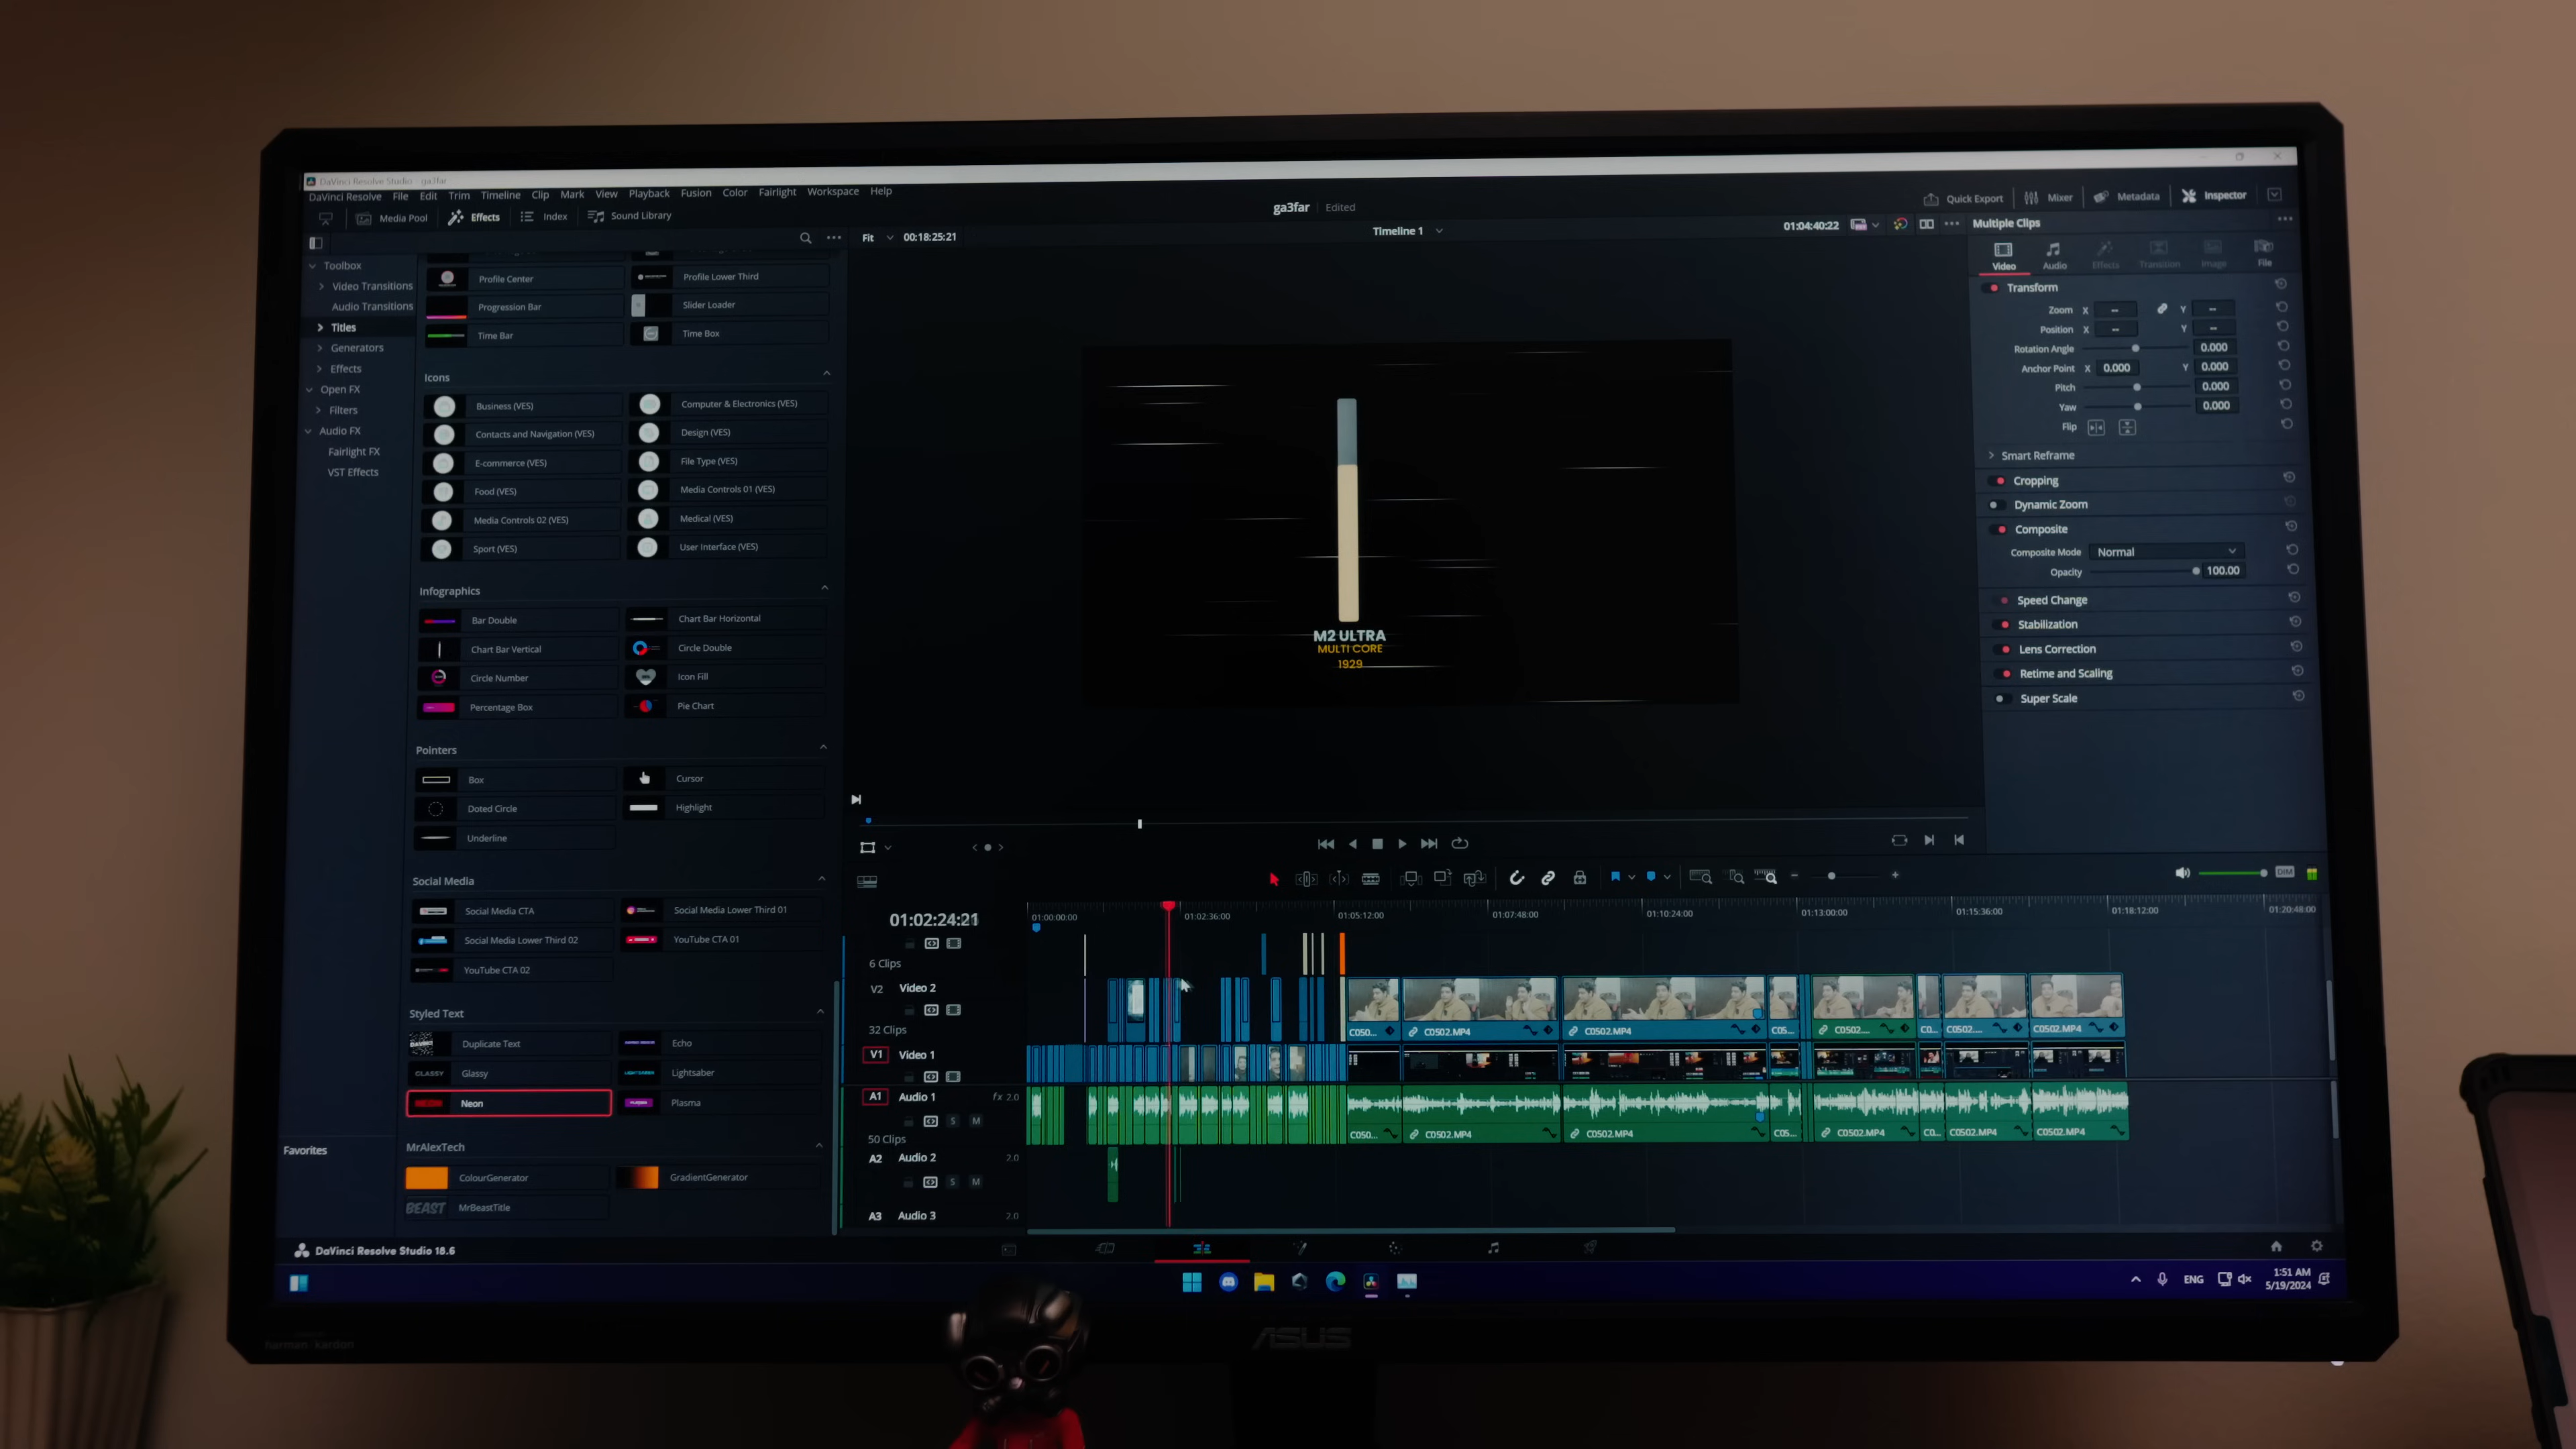 DaVinci Resolve Studio - ga3far
DaVinci Resolve File Edit Trim Timeline Clip Mark View Playback Fusion Color Fairlight Workspace Help
Media Pool Effects Index Sound Library
ga3far Edited
Quick Export Mixer Metadata Inspector
Fit 00:18:25:21
Timeline 1
01:04:40:22
Multiple Clips
Toolbox
Video Transitions
Audio Transitions
Titles
Generators
Effects
Open FX
Filters
Audio FX
Fairlight FX
VST Effects
Favorites
Profile Center Profile Lower Third
Progression Bar Slider Loader
Time Bar Time Box
Icons
Business (VES) Computer & Electronics (VES)
Contacts and Navigation (VES) Design (VES)
E-commerce (VES) File Type (VES)
Food (VES) Media Controls 01 (VES)
Media Controls 02 (VES) Medical (VES)
Sport (VES) User Interface (VES)
Infographics
Bar Double Chart Bar Horizontal
Chart Bar Vertical Circle Double
Circle Number Icon Fill
Percentage Box Pie Chart
Pointers
Box Cursor
Doted Circle Highlight
Underline
Social Media
Social Media CTA Social Media Lower Third 01
Social Media Lower Third 02 YouTube CTA 01
YouTube CTA 02
Styled Text
Duplicate Text Echo
CLASSY Glassy Lightsaber
Neon Plasma
MrAlexTech
ColourGenerator GradientGenerator
BEAST MrBeastTitle
M2 ULTRA
MULTI CORE
1929
Video Audio Effects Transition Image File
Transform
Zoom X -- Y --
Position X -- Y --
Rotation Angle 0.000
Anchor Point X 0.000 Y 0.000
Pitch 0.000
Yaw 0.000
Flip
Smart Reframe
Cropping
Dynamic Zoom
Composite
Composite Mode Normal
Opacity 100.00
Speed Change
Stabilization
Lens Correction
Retime and Scaling
Super Scale
DIM
01:02:24:21
01:00:00:00 01:02:36:00 01:05:12:00 01:07:48:00 01:10:24:00 01:13:00:00 01:15:36:00 01:18:12:00 01:20:48:00
6 Clips
V2 Video 2
32 Clips
C050... C0502.MP4 C0502.MP4 C05... C0502.... C0... C0502.... C0502.MP4
V1 Video 1
A1 Audio 1 fx 2.0
S M
50 Clips
C050... C0502.MP4 C0502.MP4 C05... C0502.MP4 C0... C0502.MP4 C0502.MP4
A2 Audio 2 2.0
S M
A3 Audio 3 2.0
DaVinci Resolve Studio 18.6
ENG
1:51 AM
5/19/2024
harman/kardon
ASUS